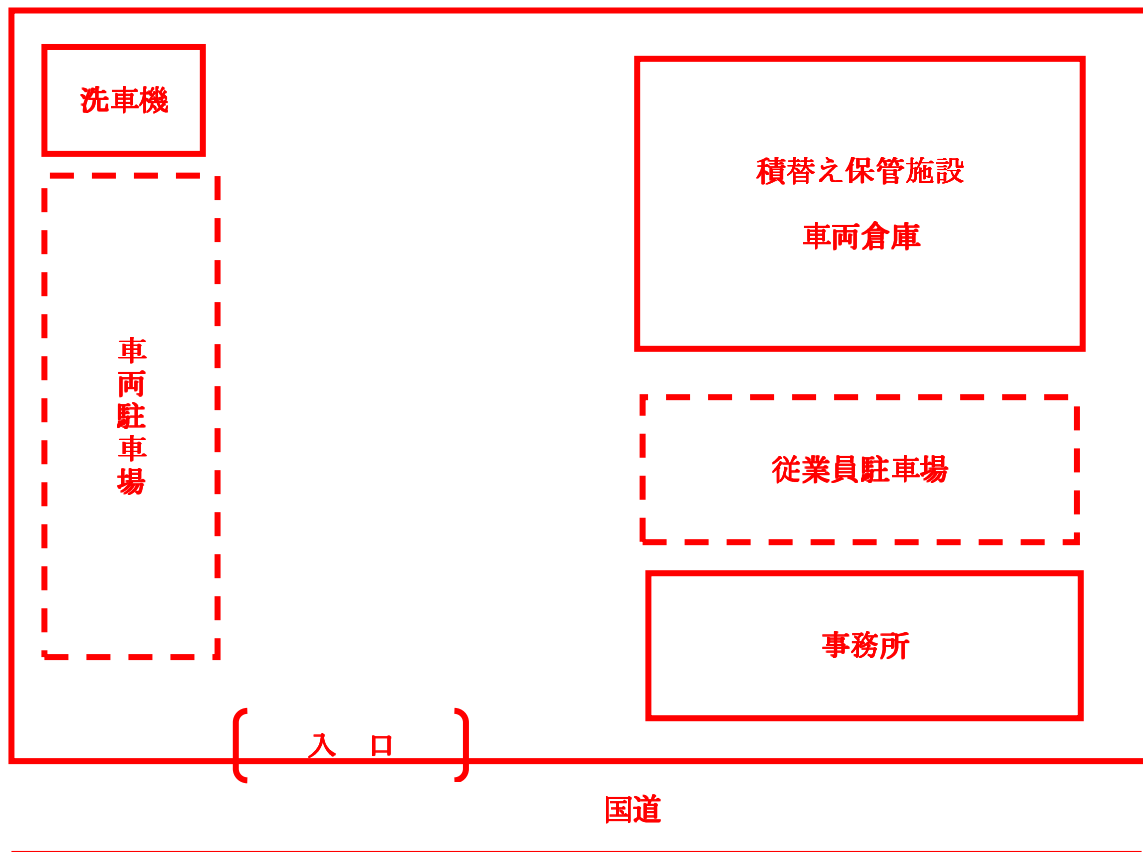 洗車機
積替え保管施設
車両倉庫
車両駐車場
従業員駐車場
事務所
入 口
国道